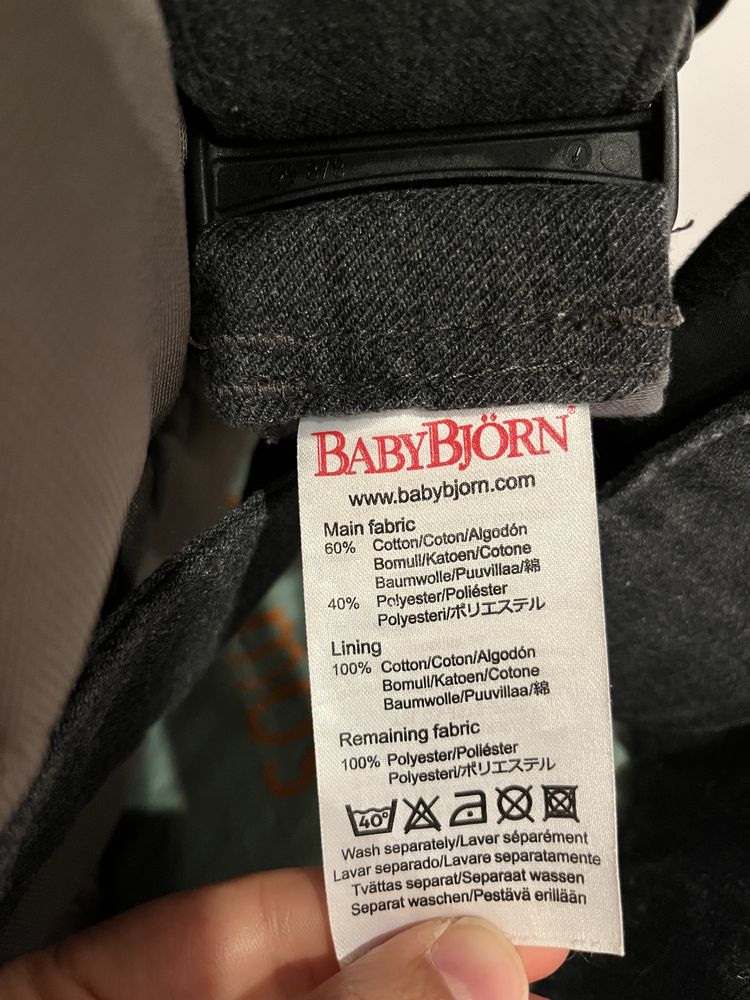 BABYBJÖRN®
www.babybjorn.com
Main fabric
60% Cotton/Coton/Algodón
Bomull/Katoen/Cotone
Baumwolle/Puuvillaa/綿
40% Polyester/Poliéster
Polyesteri/ポリエステル
Lining
100% Cotton/Coton/Algodón
Bomull/Katoen/Cotone
Baumwolle/Puuvillaa/綿
Remaining fabric
100% Polyester/Poliéster
Polyesteri/ポリエステル
40°
Wash separately/Laver séparément
Lavar separado/Lavare separatamente
Tvättas separat/Separaat wassen
Separat waschen/Pestävä erillään